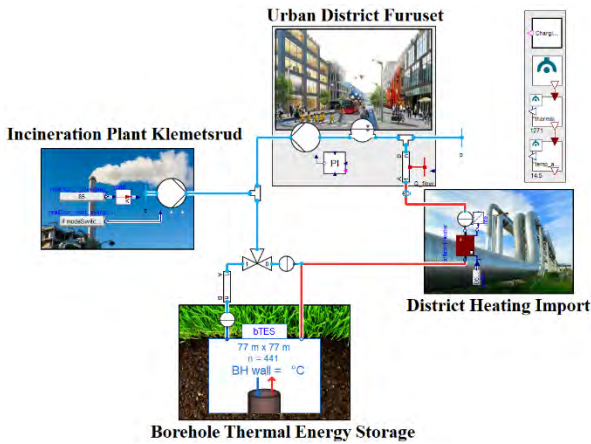 Urban District Furuset
Chargi...
Incineration Plant Klemetsrud
PI
1271
14.5
85
District Heating Import
bTES
77 m x 77 m
n = 441
BH wall = °C
Borehole Thermal Energy Storage